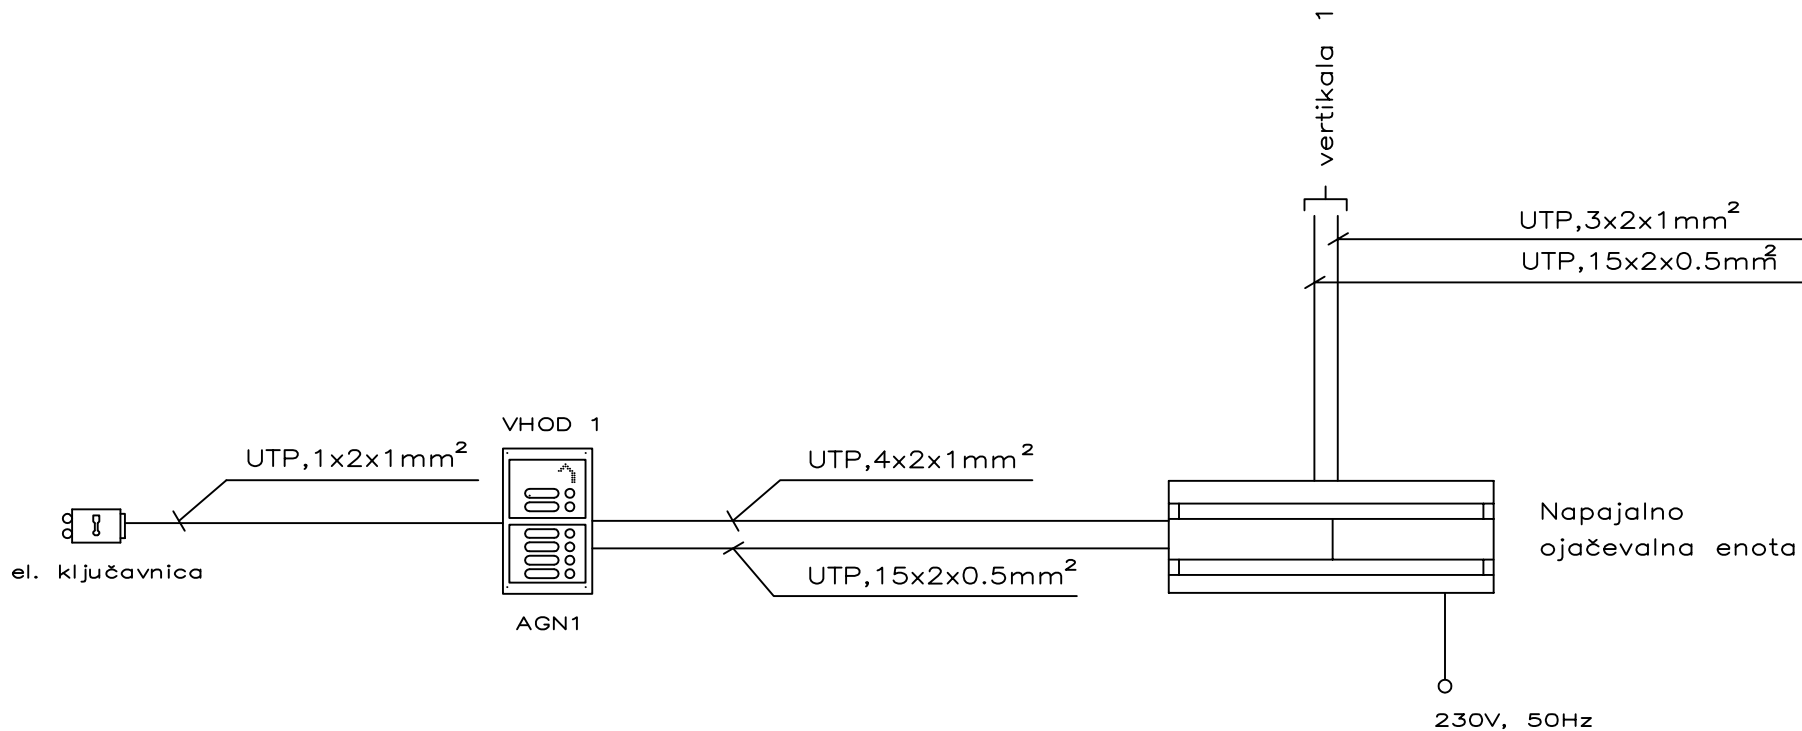 vertikala 1
UTP,3x2x1mm²
UTP,15x2x0.5mm²
VHOD 1
UTP,1x2x1mm²
UTP,4x2x1mm²
Napajalno
ojačevalna enota
el. ključavnica
UTP,15x2x0.5mm²
AGN1
230V, 50Hz